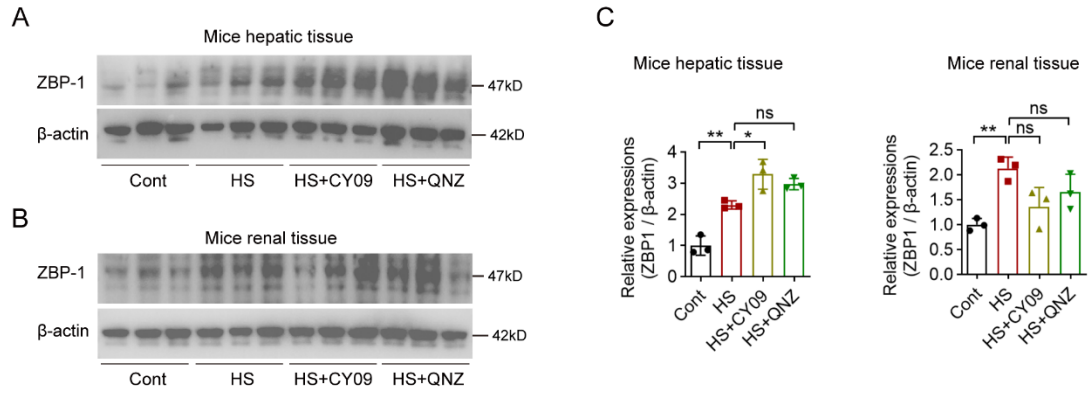 A
Mice hepatic tissue
ZBP-1
47kD
β-actin
42kD
Cont
HS
HS+CY09
HS+QNZ
B
Mice renal tissue
ZBP-1
47kD
β-actin
42kD
Cont
HS
HS+CY09
HS+QNZ
C
Mice hepatic tissue
Relative expressions
(ZBP1 / β-actin)
ns
** *
4
3
2
1
0
Cont
HS
HS+CY09
HS+QNZ
Mice renal tissue
Relative expressions
(ZBP1 / β-actin)
ns
** ns
2.5
2.0
1.5
1.0
0.5
0.0
Cont
HS
HS+CY09
HS+QNZ